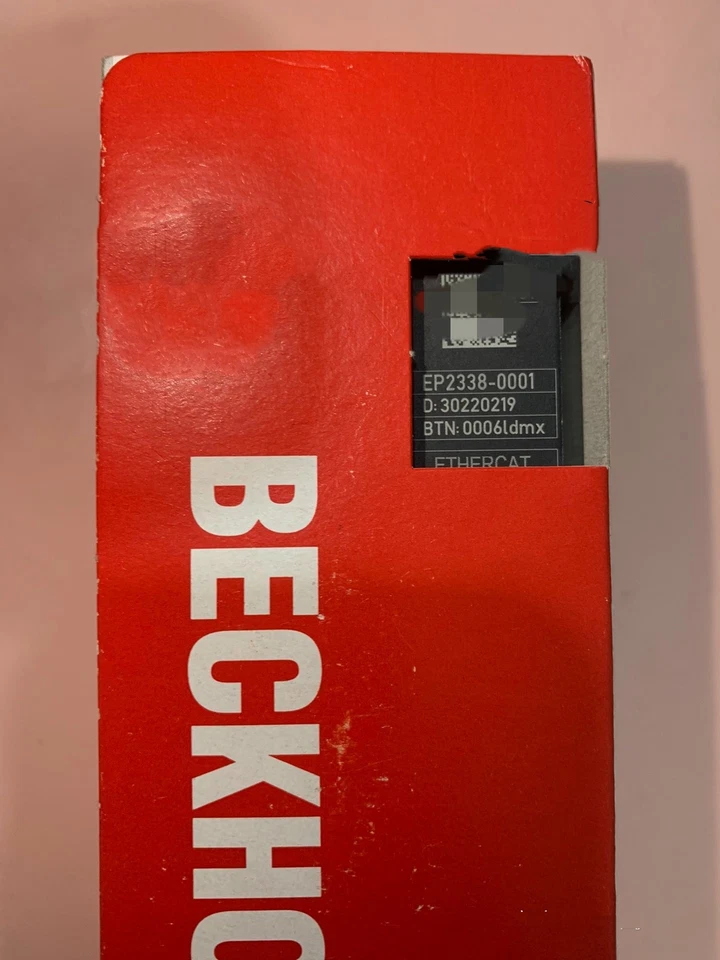 EP2338-0001
D: 30220219
BTN: 0006ldmx
ETHERCAT
BECKHO